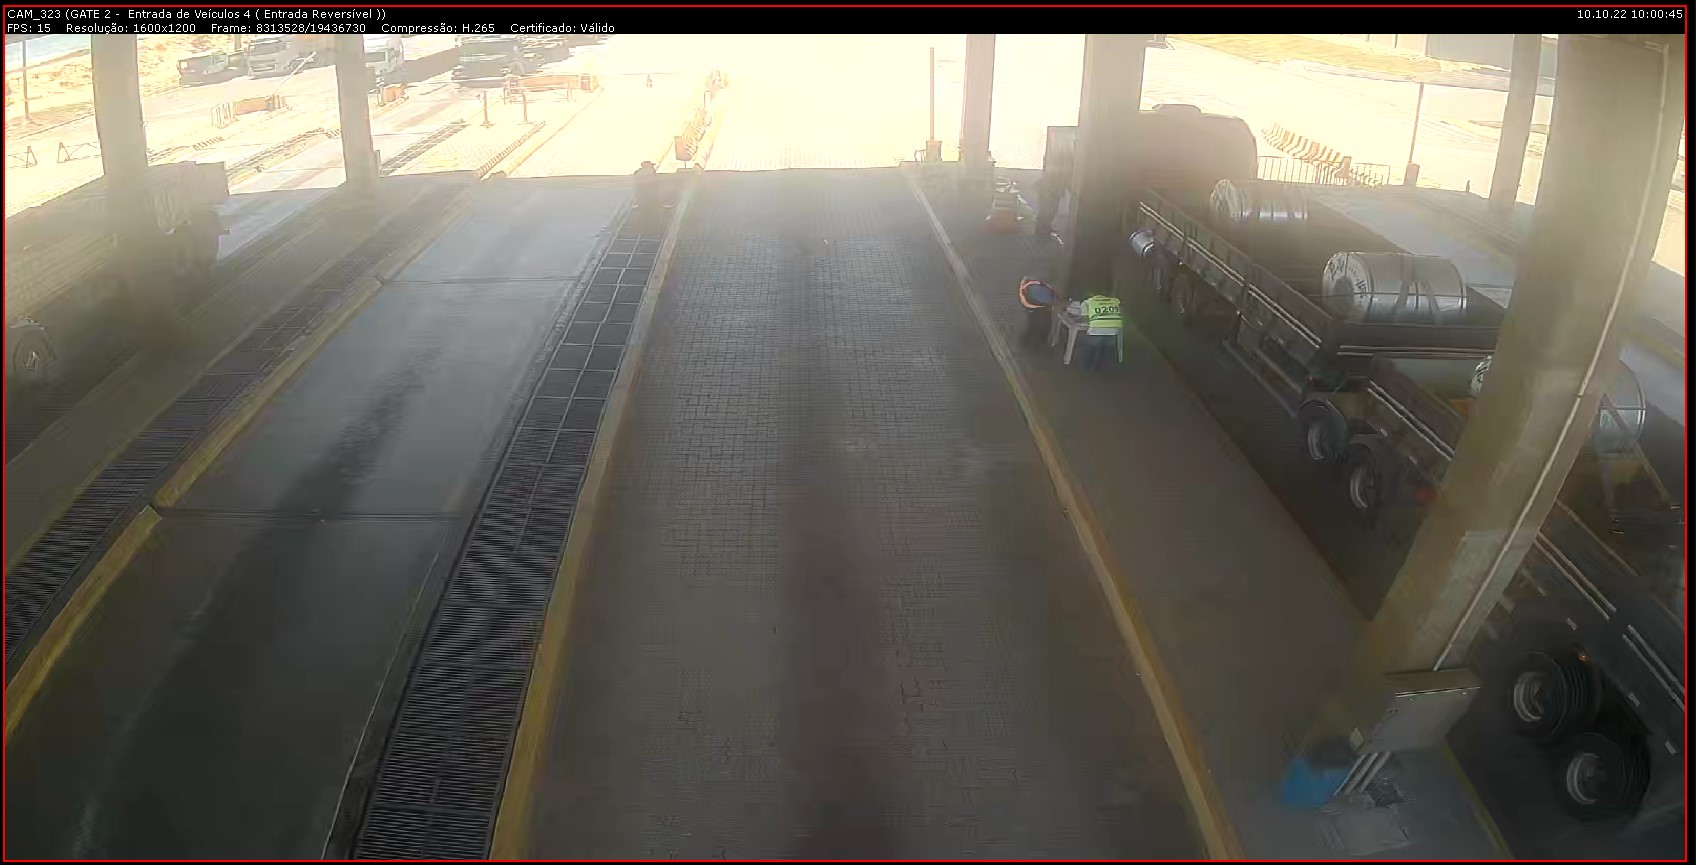 CAM_323 (GATE 2 -  Entrada de Veículos 4 ( Entrada Reversível ))
10.10.22 10:00:45
FPS: 15    Resolução: 1600x1200    Frame: 8313528/19436730    Compressão: H.265    Certificado: Válido